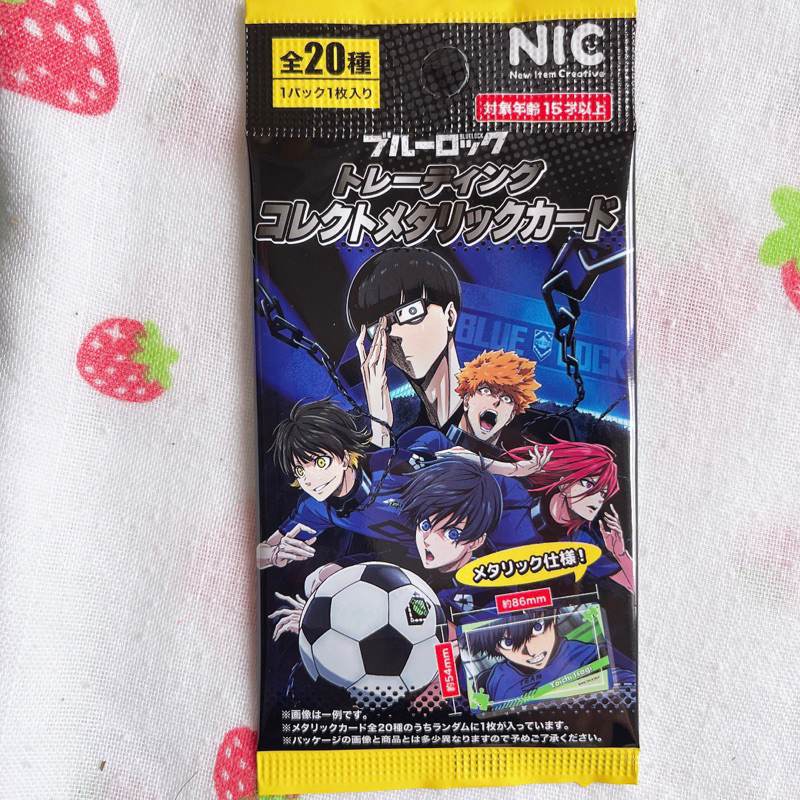 全20種
1パック1枚入り
NIC
New Item Creative
対象年齢15才以上
ブルーロック
BLUELOCK
トレーディング
コレクトメタリックカード
BLUE LOCK
メタリック仕様!
約86mm
約54mm
Yoichi Isagi
※画像は一例です。
※メタリックカード全20種のうちランダムに1枚が入っています。
※パッケージの画像と商品とは多少異なりますので予めご了承ください。